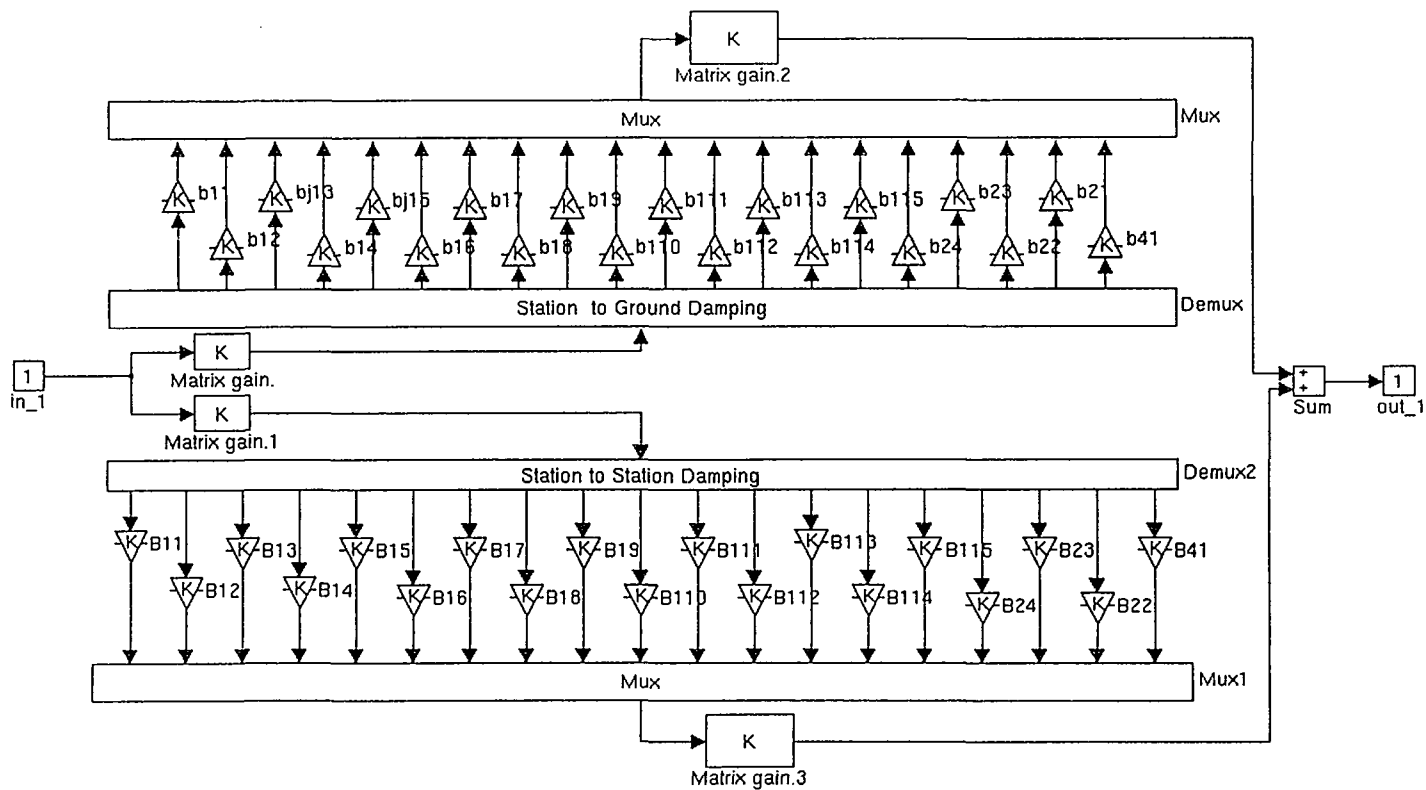 K
Matrix gain.2
Mux
Mux
K b11
K bj13
K bj15
K b17
K b19
K b111
K b113
K b115
K b23
K b21
K b12
K b14
K b16
K b18
K b110
K b112
K b114
K b24
K b22
K b41
Station to Ground Damping
Demux
K
Matrix gain.
1
in_1
K
Matrix gain.1
+
+
Sum
1
out_1
Station to Station Damping
Demux2
K B11
K B13
K B15
K B17
K B19
K B111
K B113
K B115
K B23
K B41
K B12
K B14
K B16
K B18
K B110
K B112
K B114
K B24
K B22
Mux
Mux1
K
Matrix gain.3